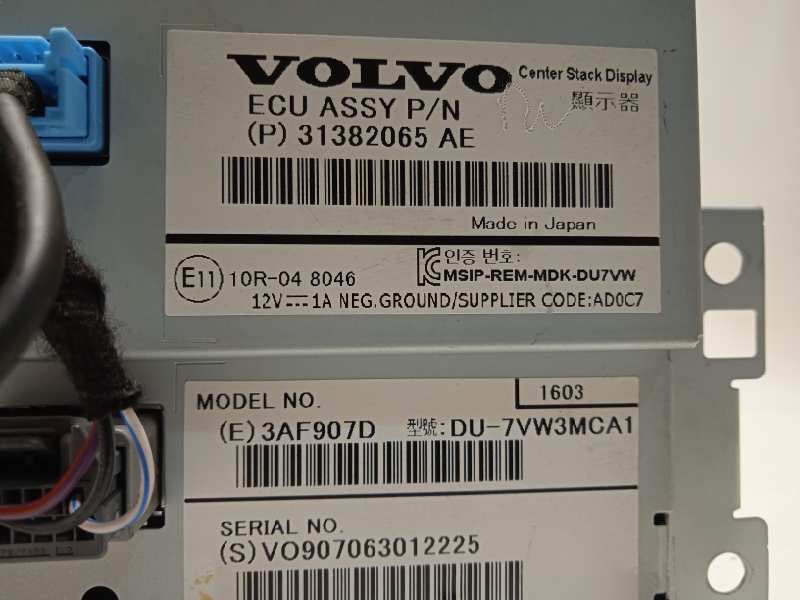 VOLVO Center Stack Display
ECU ASSY P/N 顯示器
(P) 31382065 AE
Made in Japan
E11 10R-04 8046
인증 번호:
MSIP-REM-MDK-DU7VW
12V⎓1A NEG.GROUND/SUPPLIER CODE:AD0C7
MODEL NO. 1603
(E)3AF907D 型號:DU-7VW3MCA1
SERIAL NO.
(S)VO907063012225